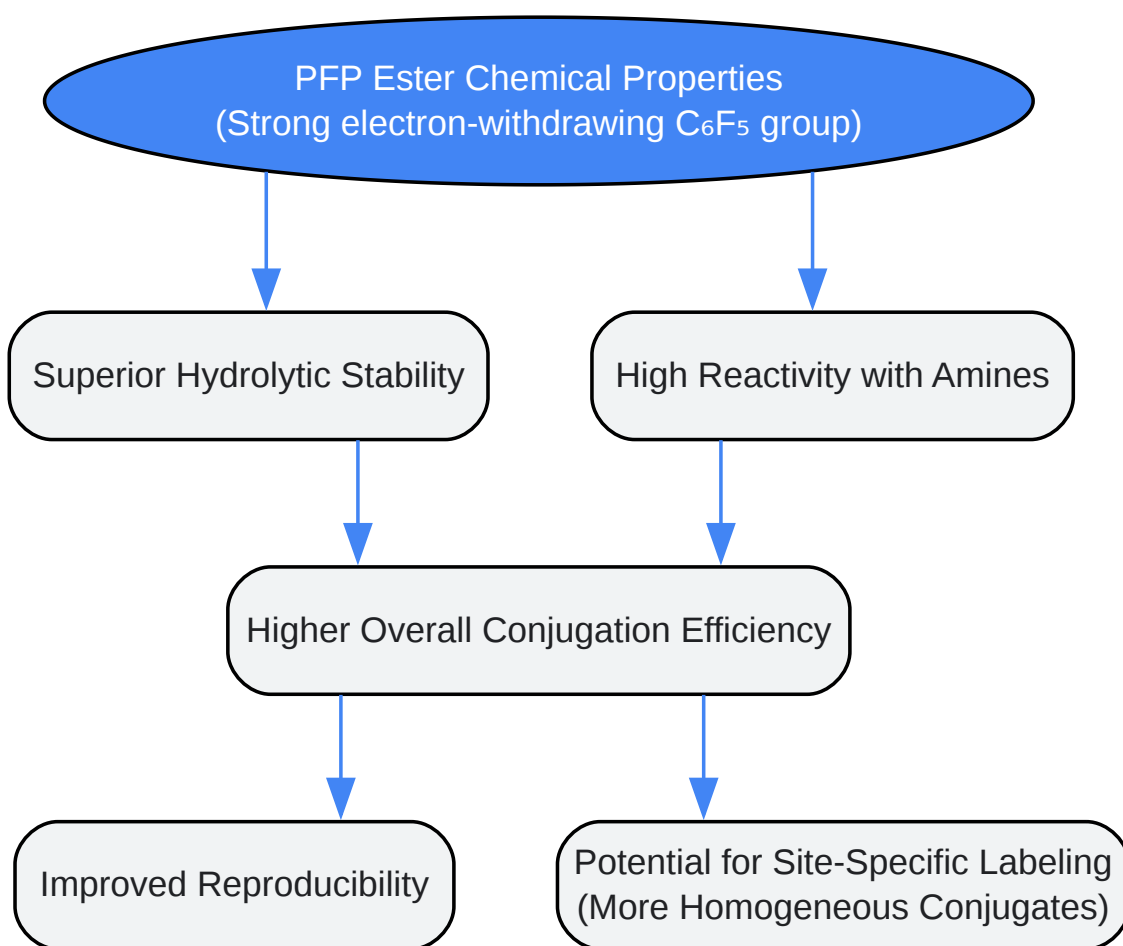 PFP Ester Chemical Properties
(Strong electron-withdrawing C₆F₅ group)
Superior Hydrolytic Stability
High Reactivity with Amines
Higher Overall Conjugation Efficiency
Improved Reproducibility
Potential for Site-Specific Labeling
(More Homogeneous Conjugates)